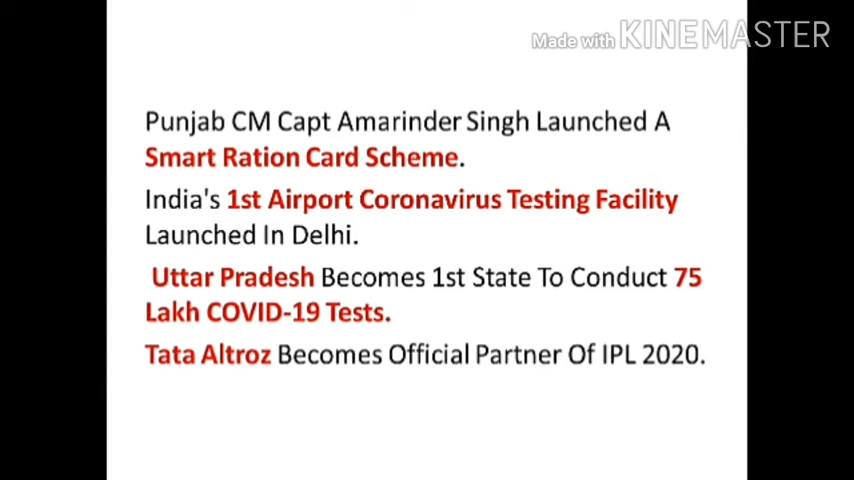 Made with KINEMASTER
Punjab CM Capt Amarinder Singh Launched A
Smart Ration Card Scheme.
India's 1st Airport Coronavirus Testing Facility
Launched In Delhi.
Uttar Pradesh Becomes 1st State To Conduct 75
Lakh COVID-19 Tests.
Tata Altroz Becomes Official Partner Of IPL 2020.